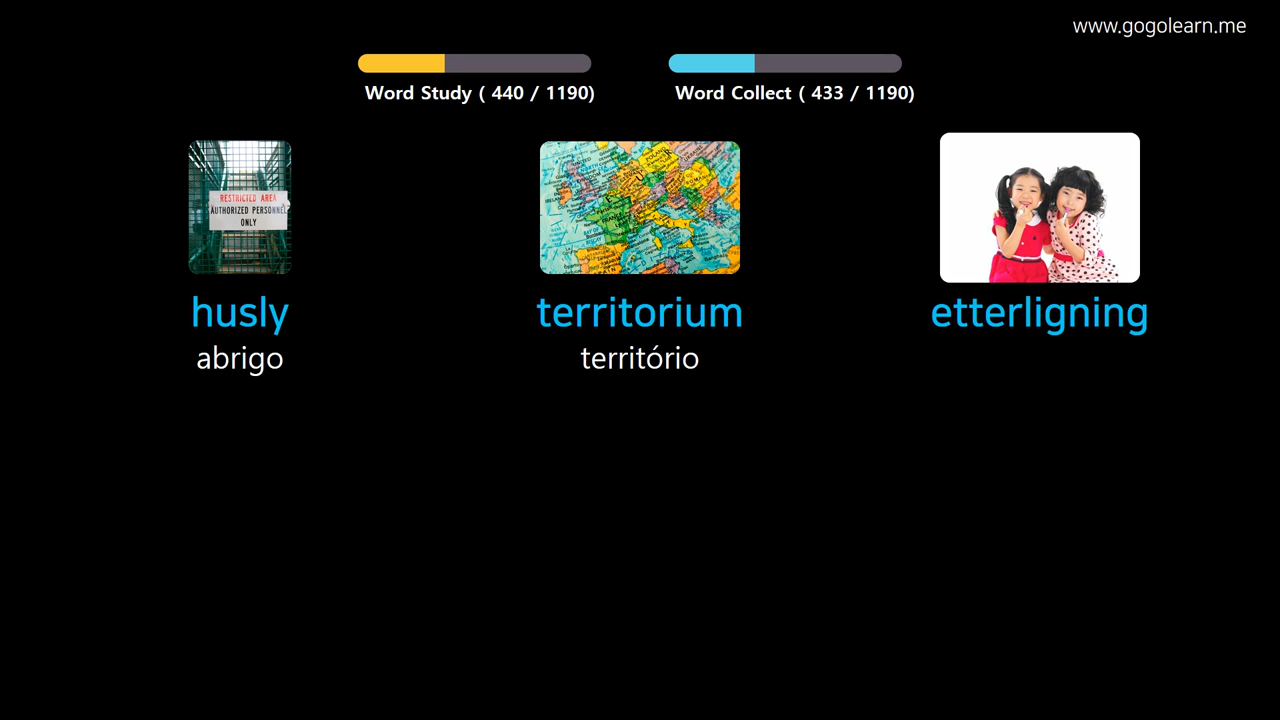 www.gogolearn.me
Word Study ( 440 / 1190)
Word Collect ( 433 / 1190)
RESTRICTED AREA
AUTHORIZED PERSONNEL
ONLY
husly
territorium
etterligning
abrigo
território